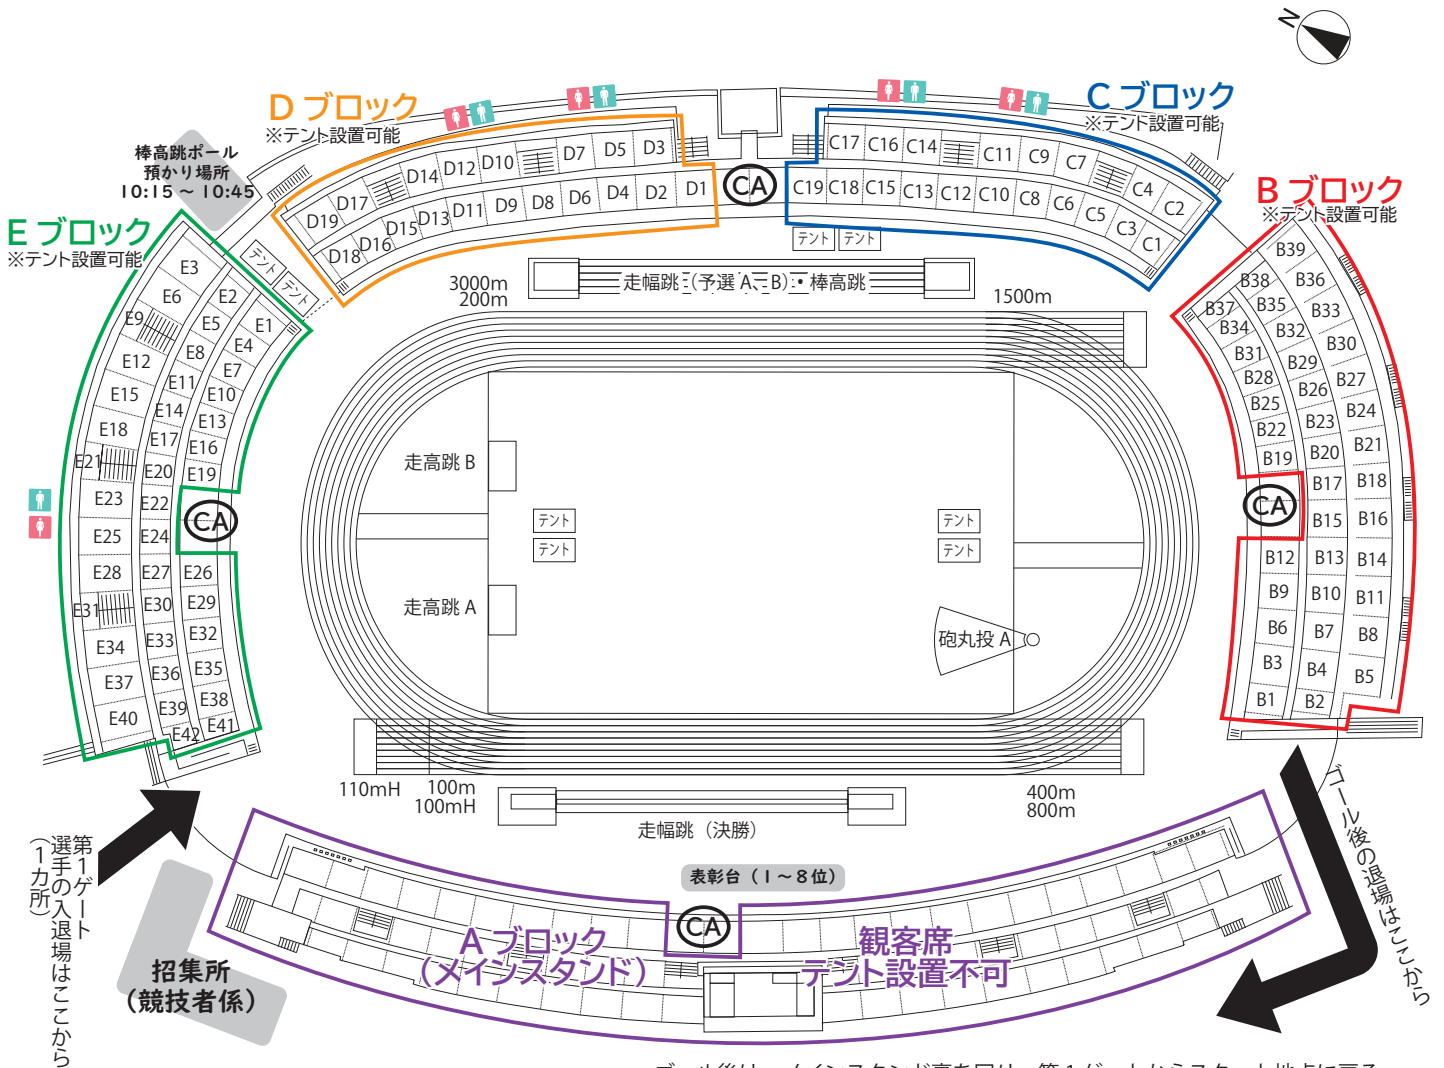 N
D ブロック
※テント設置可能
C ブロック
※テント設置可能
B ブロック
※テント設置可能
E ブロック
※テント設置可能
棒高跳ポール
預かり場所
10:15 ～ 10:45
テント
テント
D19
D17
D14
D12
D10
D7
D5
D3
D18
D16
D15
D13
D11
D9
D8
D6
D4
D2
D1
CA
C17
C16
C14
C11
C9
C7
C4
C2
C19
C18
C15
C13
C12
C10
C8
C6
C5
C3
C1
テント
テント
3000m
200m
走幅跳 (予選 A、B)・棒高跳
1500m
E3
E6
E9
E12
E15
E18
E21
E23
E25
E28
E31
E34
E37
E40
E2
E5
E8
E11
E14
E17
E20
E22
E24
E27
E30
E33
E36
E39
E42
E1
E4
E7
E10
E13
E16
E19
CA
E26
E29
E32
E35
E38
E41
B39
B36
B33
B30
B27
B24
B21
B18
B16
B14
B11
B8
B5
B38
B35
B32
B29
B26
B23
B20
B17
B15
B13
B10
B7
B4
B2
B37
B34
B31
B28
B25
B22
B19
CA
B12
B9
B6
B3
B1
走高跳 B
走高跳 A
テント
テント
テント
テント
砲丸投 A
110mH
100m
100mH
400m
800m
走幅跳（決勝）
表彰台（1～8位）
CA
A ブロック
（メインスタンド）
観客席
テント設置不可
第1ゲート
選手の入退場はここから
（1カ所）
招集所
（競技者係）
ゴール後の退場はここから